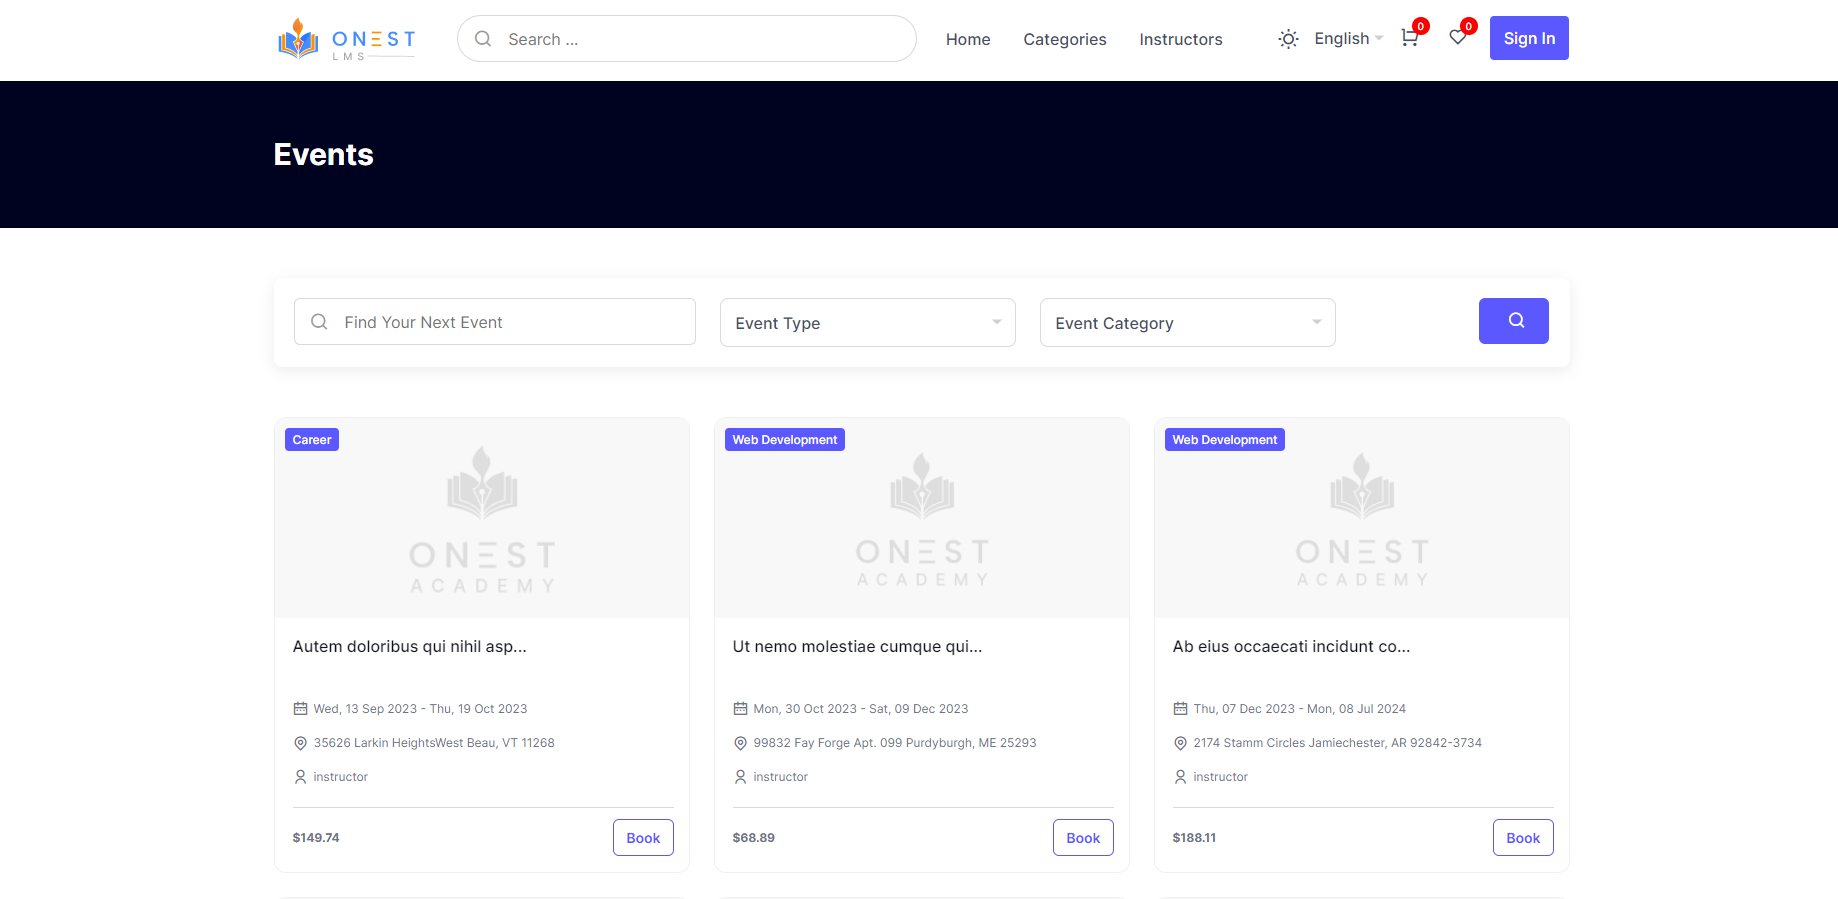 ONEST
LMS
Search ...
Home
Categories
Instructors
English
0
0
Sign In
Events
Find Your Next Event
Event Type
Event Category
Career
ONEST
ACADEMY
Autem doloribus qui nihil asp...
Wed, 13 Sep 2023 - Thu, 19 Oct 2023
35626 Larkin HeightsWest Beau, VT 11268
instructor
$149.74
Book
Web Development
ONEST
ACADEMY
Ut nemo molestiae cumque qui...
Mon, 30 Oct 2023 - Sat, 09 Dec 2023
99832 Fay Forge Apt. 099 Purdyburgh, ME 25293
instructor
$68.89
Book
Web Development
ONEST
ACADEMY
Ab eius occaecati incidunt co...
Thu, 07 Dec 2023 - Mon, 08 Jul 2024
2174 Stamm Circles Jamiechester, AR 92842-3734
instructor
$188.11
Book